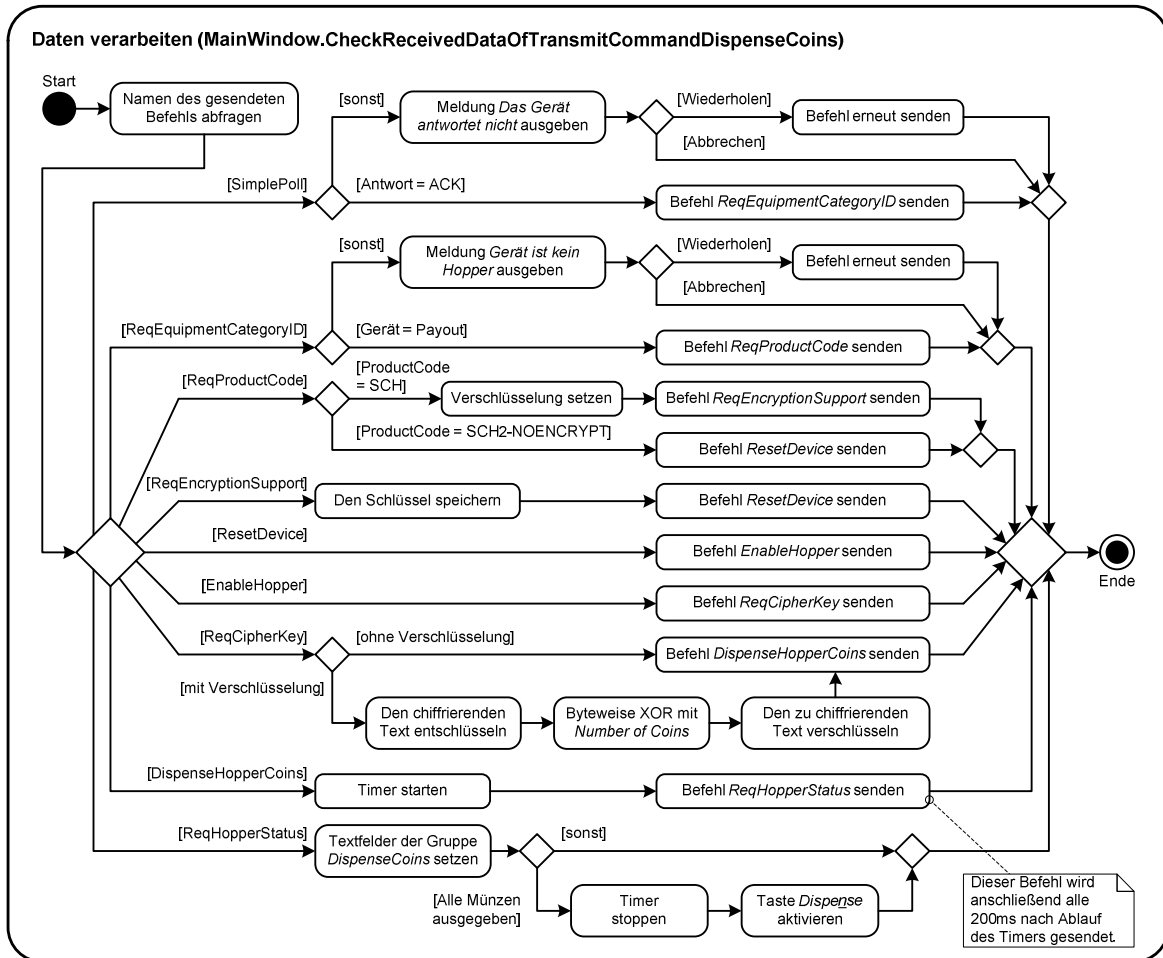 Daten verarbeiten (MainWindow.CheckReceivedDataOfTransmitCommandDispenseCoins)
Start
Namen des gesendeten
Befehls abfragen
[sonst]
Meldung Das Gerät
antwortet nicht ausgeben
[Wiederholen]
Befehl erneut senden
[Abbrechen]
[SimplePoll]
[Antwort = ACK]
Befehl ReqEquipmentCategoryID senden
[sonst]
Meldung Gerät ist kein
Hopper ausgeben
[Wiederholen]
Befehl erneut senden
[Abbrechen]
[ReqEquipmentCategoryID]
[Gerät = Payout]
Befehl ReqProductCode senden
[ReqProductCode]
[ProductCode
= SCH]
Verschlüsselung setzen
Befehl ReqEncryptionSupport senden
[ProductCode = SCH2-NOENCRYPT]
Befehl ResetDevice senden
[ReqEncryptionSupport]
Den Schlüssel speichern
Befehl ResetDevice senden
[ResetDevice]
Befehl EnableHopper senden
Ende
[EnableHopper]
Befehl ReqCipherKey senden
[ReqCipherKey]
[ohne Verschlüsselung]
Befehl DispenseHopperCoins senden
[mit Verschlüsselung]
Den chiffrierenden
Text entschlüsseln
Byteweise XOR mit
Number of Coins
Den zu chiffrierenden
Text verschlüsseln
[DispenseHopperCoins]
Timer starten
Befehl ReqHopperStatus senden
[ReqHopperStatus]
Textfelder der Gruppe
DispenseCoins setzen
[sonst]
[Alle Münzen
ausgegeben]
Timer
stoppen
Taste Dispense
aktivieren
Dieser Befehl wird
anschließend alle
200ms nach Ablauf
des Timers gesendet.